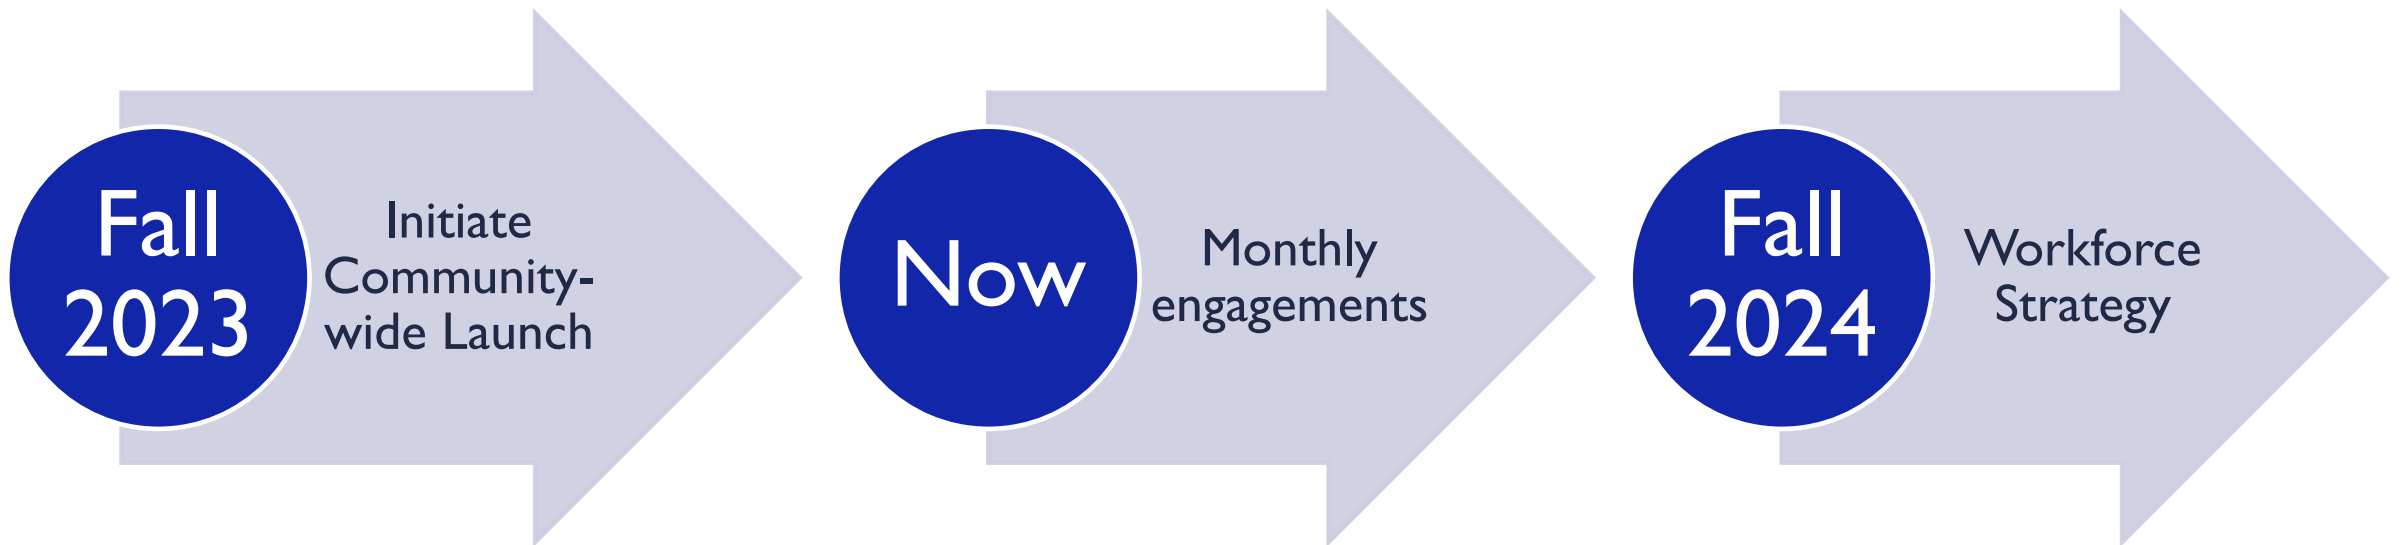 Fall
2023
Initiate
Community-
wide Launch
Now
Monthly
engagements
Fall
2024
Workforce
Strategy